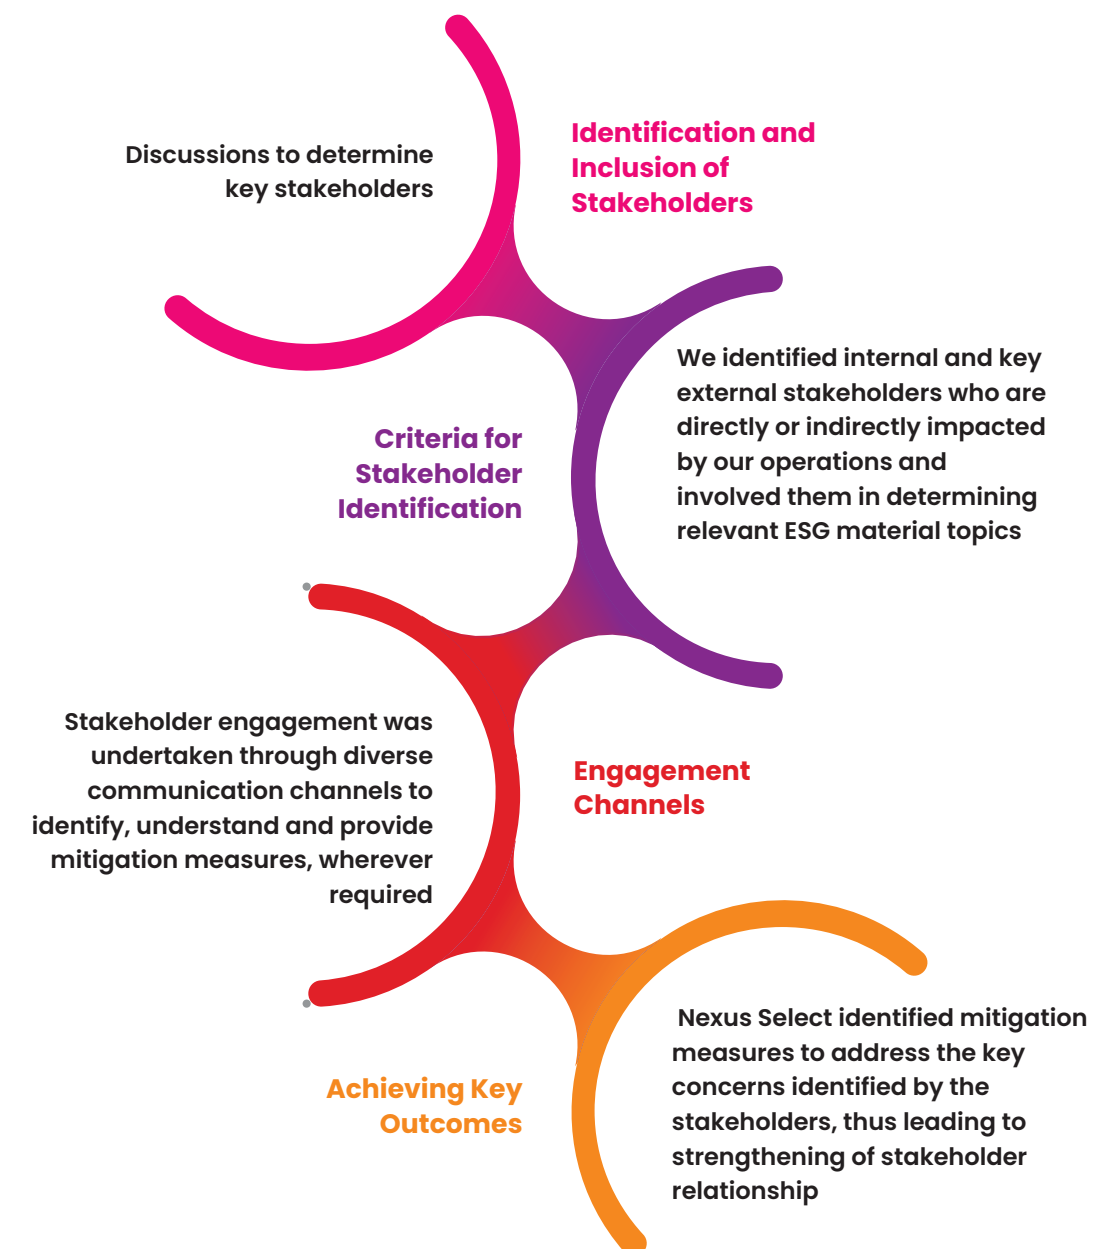 Discussions to determine
key stakeholders
Identification and
Inclusion of
Stakeholders
Criteria for
Stakeholder
Identification
We identified internal and key
external stakeholders who are
directly or indirectly impacted
by our operations and
involved them in determining
relevant ESG material topics
Stakeholder engagement was
undertaken through diverse
communication channels to
identify, understand and provide
mitigation measures, wherever
required
Engagement
Channels
Achieving Key
Outcomes
Nexus Select identified mitigation
measures to address the key
concerns identified by the
stakeholders, thus leading to
strengthening of stakeholder
relationship